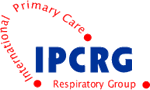 International Primary Care
IPCRG
Respiratory Group